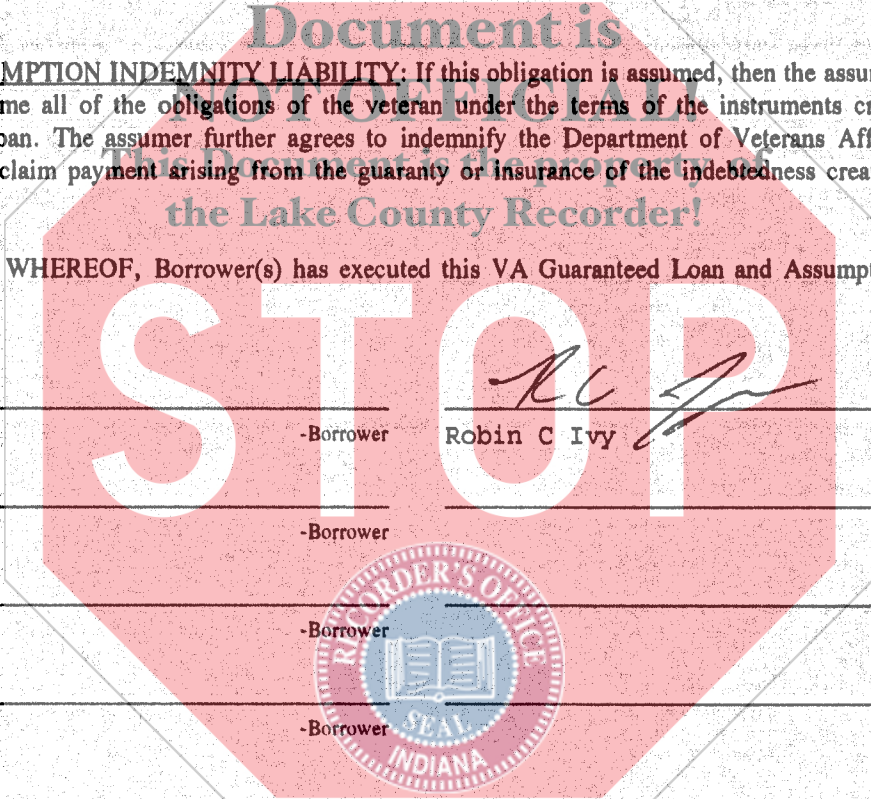 Document is
MPTION INDEMNITY LIABILITY: If this obligation is assumed, then the assu
me all of the obligations of the veteran under the terms of the instruments c
NOT OFFICIAL!
oan. The assumer further agrees to indemnify the Department of Veterans Aff
This Document is the property of
claim payment arising from the guaranty or insurance of the indebtedness crea
the Lake County Recorder!
WHEREOF, Borrower(s) has executed this VA Guaranteed Loan and Assumpt
STOP
RC
-Borrower
Robin C Ivy
-Borrower
-Borrower
-Borrower
RECORDER'S OFFICE
SEAL
INDIANA